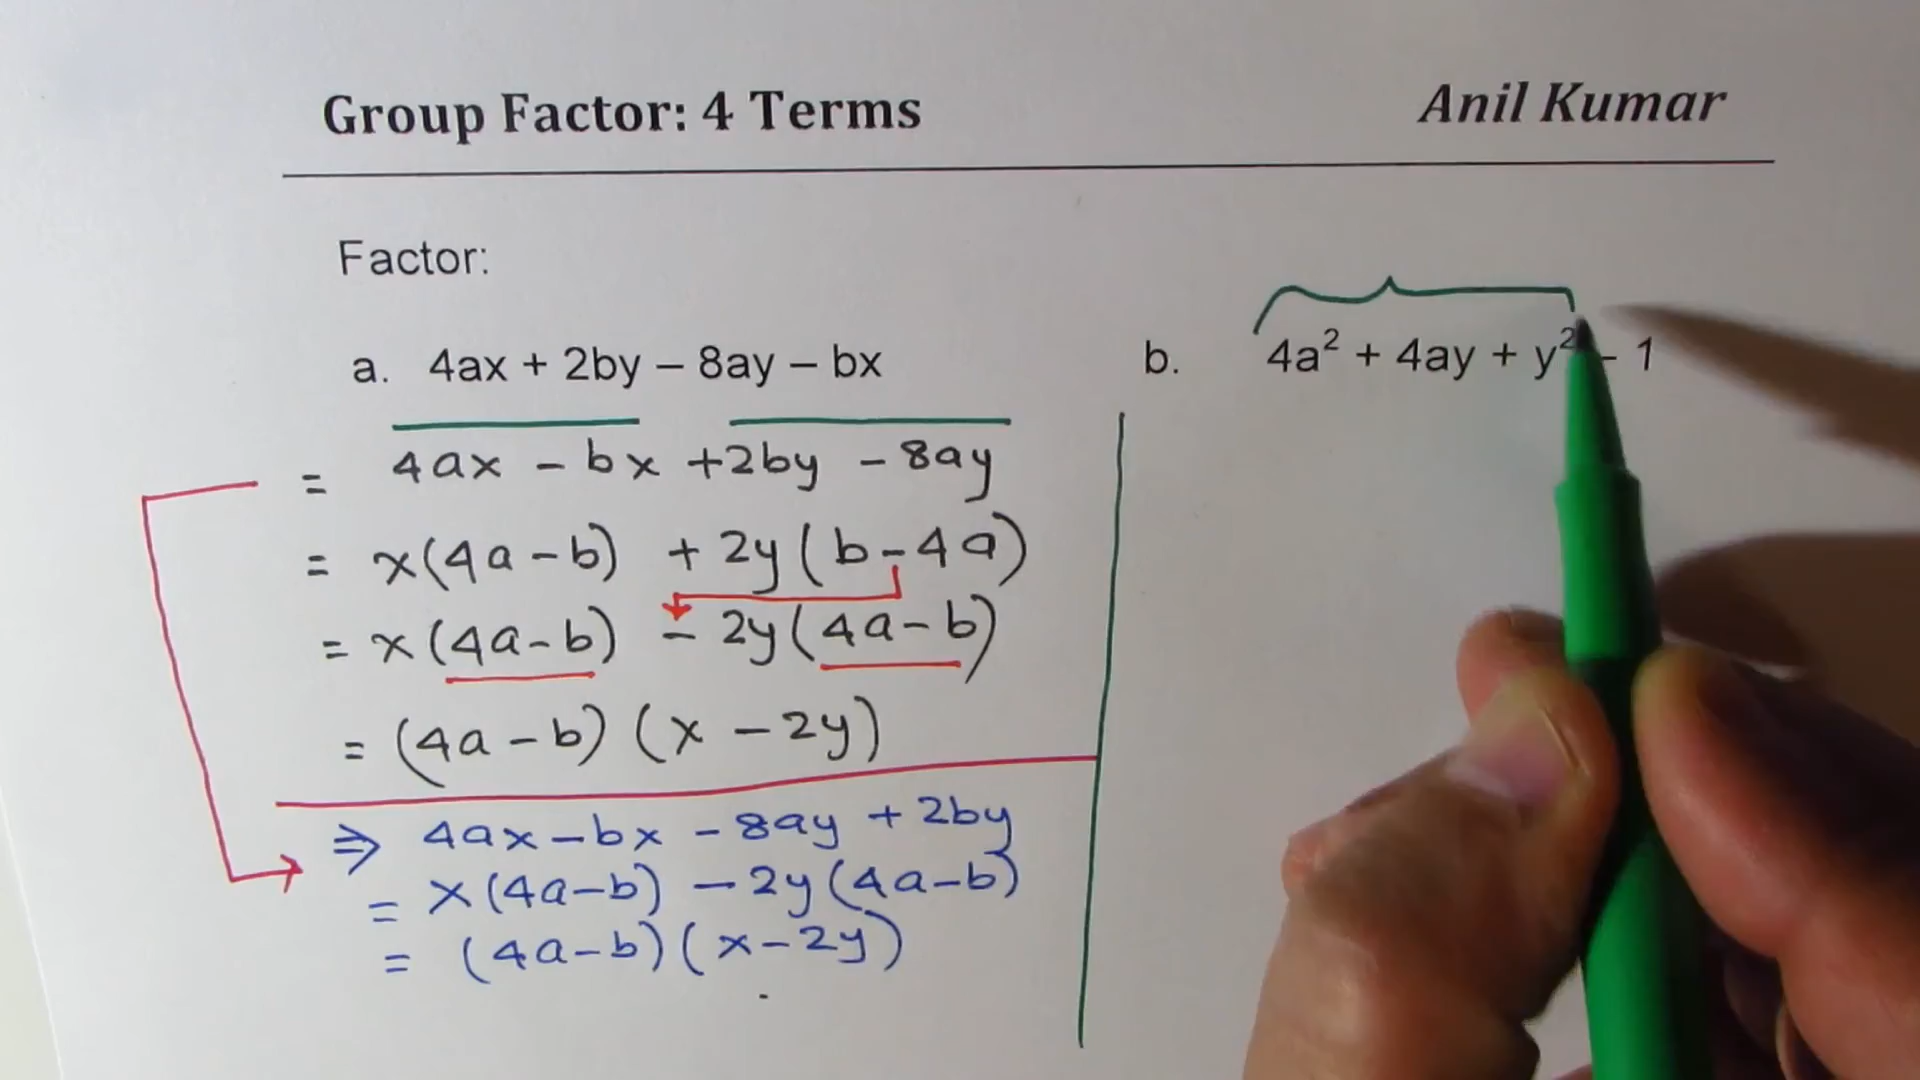 Group Factor: 4 Terms
Anil Kumar
Factor:
a. 4ax + 2by – 8ay – bx
= 4ax - bx +2by - 8ay
= x(4a - b) + 2y(b - 4a)
= x(4a - b) - 2y(4a - b)
= (4a - b) (x - 2y)
⇒ 4ax - bx - 8ay + 2by
= x(4a - b) - 2y(4a - b)
= (4a - b)(x - 2y)
b. 4a² + 4ay + y² – 1